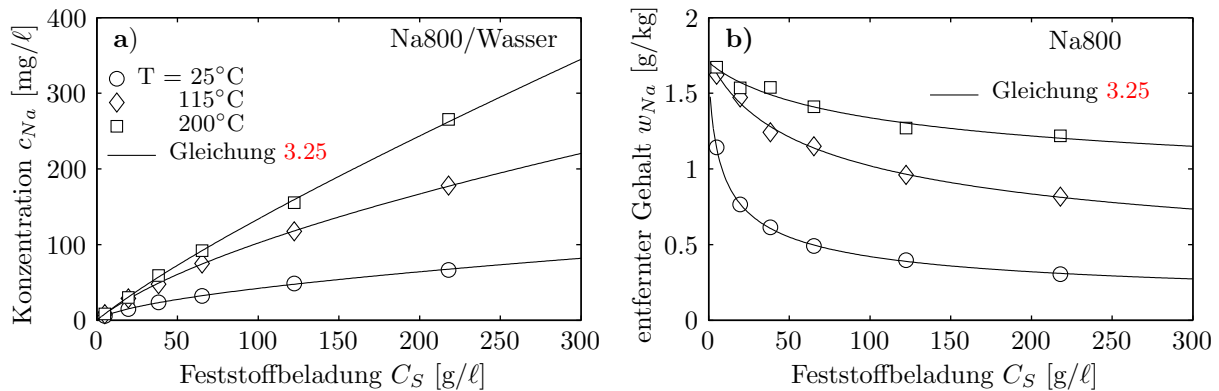 a) Na800/Wasser
T = 25°C
115°C
200°C
Gleichung 3.25
Konzentration c_Na [mg/ℓ]
400
300
200
100
0
0 50 100 150 200 250 300
Feststoffbeladung C_S [g/ℓ]
b) Na800
Gleichung 3.25
entfernter Gehalt w_Na [g/kg]
2
1.5
1
0.5
0
0 50 100 150 200 250 300
Feststoffbeladung C_S [g/ℓ]